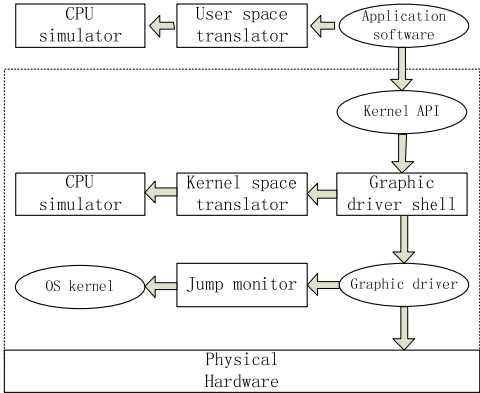 CPU
simulator
User space
translator
Application
software
Kernel API
CPU
simulator
Kernel space
translator
Graphic
driver shell
OS kernel
Jump monitor
Graphic driver
Physical
Hardware